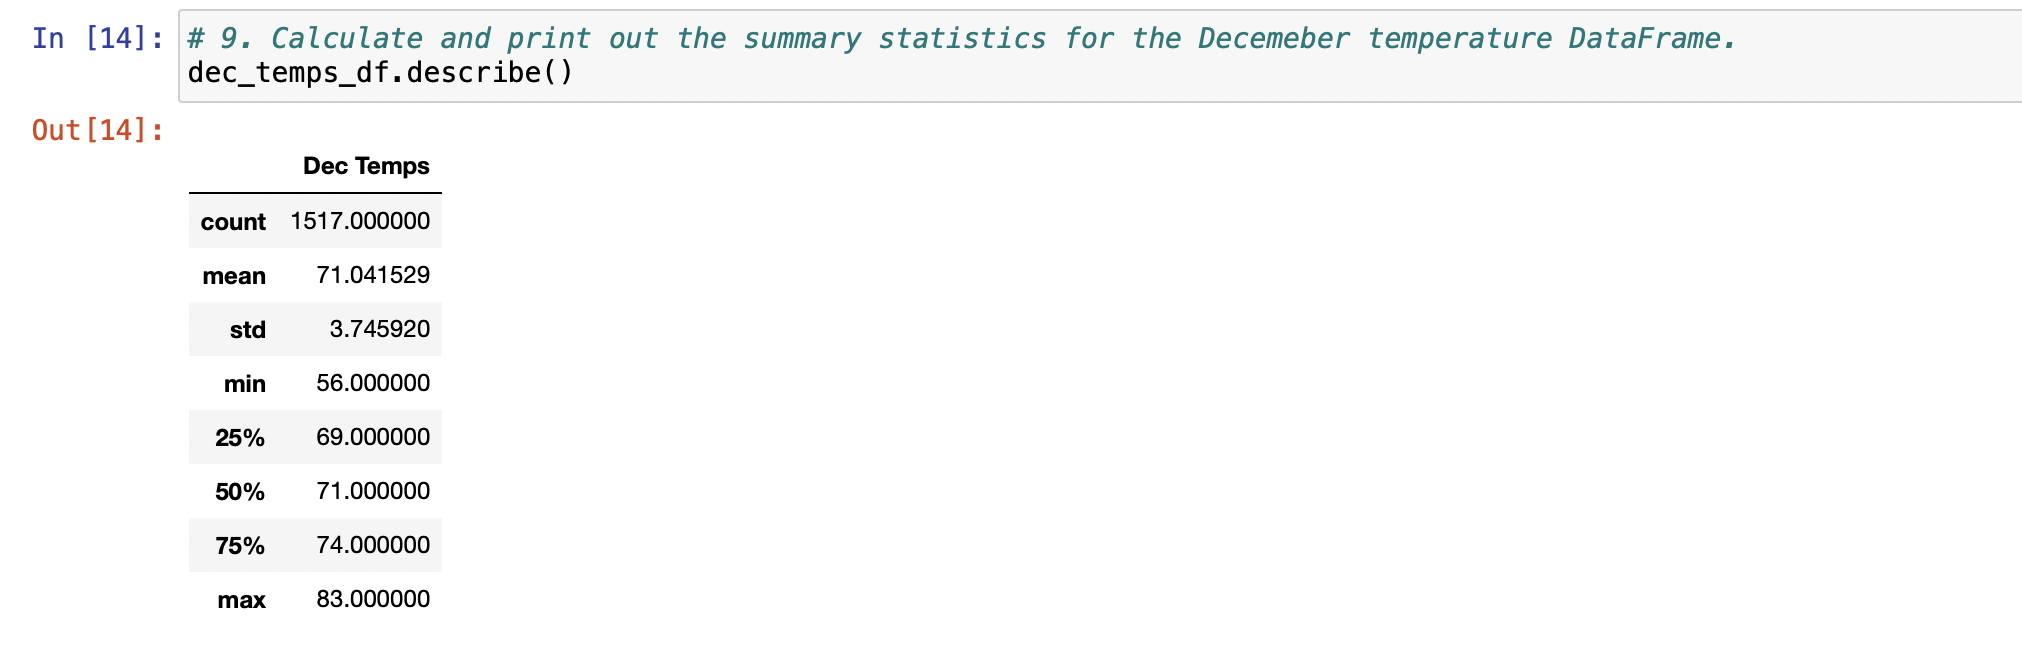 In [14]: # 9. Calculate and print out the summary statistics for the Decemeber temperature DataFrame.
dec_temps_df.describe()
Out[14]:
Dec Temps
count 1517.000000
mean 71.041529
std 3.745920
min 56.000000
25% 69.000000
50% 71.000000
75% 74.000000
max 83.000000